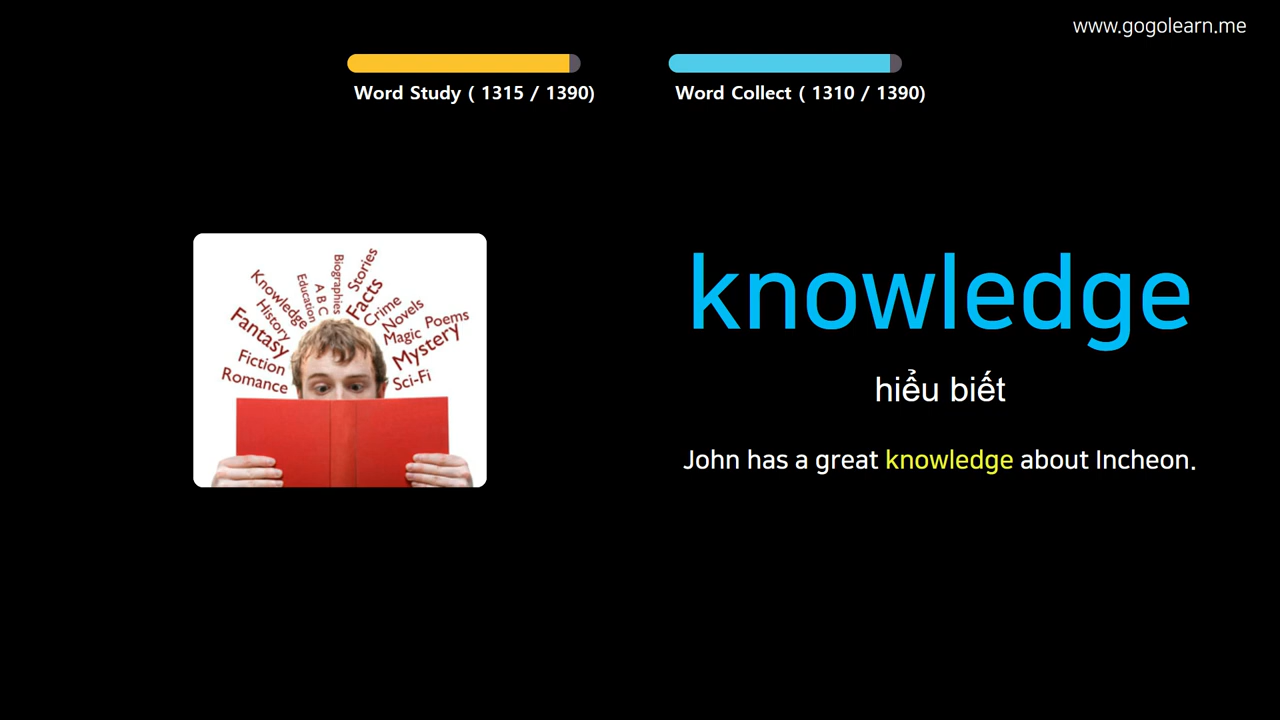 www.gogolearn.me
Word Study ( 1315 / 1390)
Word Collect ( 1310 / 1390)
Knowledge
History
Fantasy
Fiction
Romance
Education
A B C
Biographies
Stories
Facts
Crime
Novels
Magic
Poems
Mystery
Sci-Fi
knowledge
hiểu biết
John has a great knowledge about Incheon.